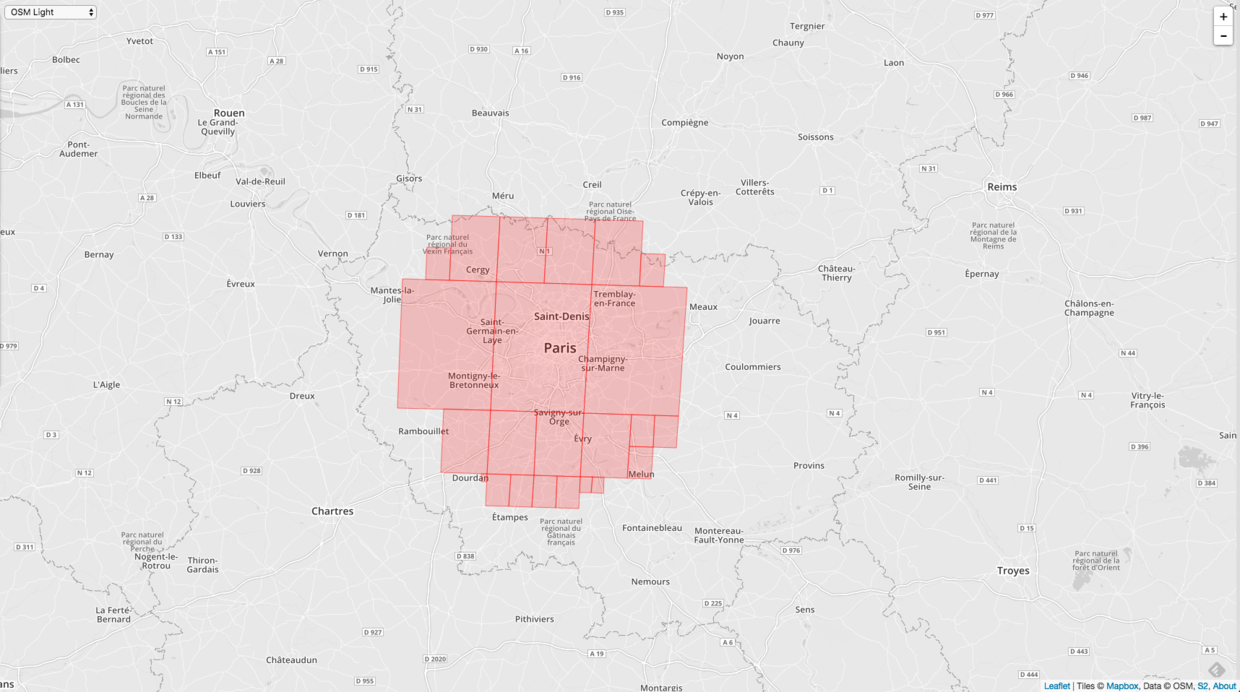 OSM Light
+
-
D 935
D 977
Tergnier
Chauny
Yvetot
A 151
D 930
A 16
Noyon
Laon
Bolbec
A 28
D 915
D 916
D 946
liers
Parc naturel
régional des
Boucles de la
Seine
Normande
A 131
D 966
Rouen
Le Grand-
Quevilly
N 31
Beauvais
Compiègne
D 987
D 947
Soissons
Pont-
Audemer
N 31
Elbeuf
Val-de-Reuil
Gisors
Creil
Villers-
Cotterêts
D 1
Reims
A 28
Louviers
Méru
Crépy-en-
Valois
D 181
Parc naturel
régional Oise-
Pays de France
D 931
eux
D 133
Parc naturel
régional du
Vexin Français
N 1
Parc naturel
régional de la
Montagne de
Reims
Bernay
Vernon
Cergy
Château-
Thierry
Épernay
D 4
Évreux
Mantes-la-
Jolie
Tremblay-
en-France
Meaux
Châlons-en-
Champagne
Saint-Denis
Jouarre
Saint-
Germain-en-
Laye
D 951
D 979
Paris
N 44
Champigny-
sur-Marne
Coulommiers
L'Aigle
Montigny-le-
Bretonneux
Dreux
N 4
N 4
Vitry-le-
François
N 12
Savigny-sur-
Orge
N 4
N 4
D 3
Rambouillet
Évry
Sain
D 396
N 12
D 928
Dourdan
Melun
Provins
Romilly-sur-
Seine
D 441
D 384
Chartres
Étampes
Parc naturel
régional du
Gâtinais
français
Fontainebleau
Montereau-
Fault-Yonne
D 15
D 311
Parc naturel
régional du
Perche
Nogent-le-
Rotrou
Thiron-
Gardais
D 838
D 976
Parc naturel
régional de la
forêt d'Orient
Troyes
Nemours
La Ferté-
Bernard
D 225
Sens
Pithiviers
D 927
A 6
Châteaudun
D 2020
A 19
D 443
A 5
ans
D 955
Montargis
Leaflet | Tiles © Mapbox, Data © OSM, S2, About